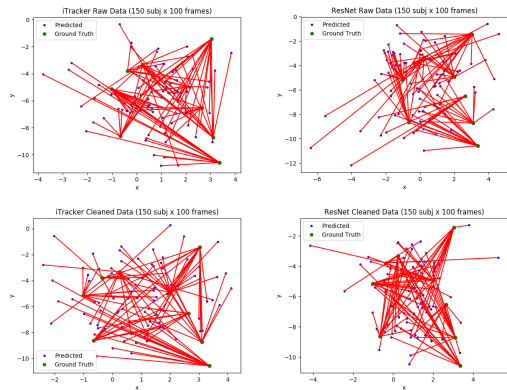 iTracker Raw Data (150 subj x 100 frames)
Predicted
Ground Truth
0
−2
−4
−6
−8
−10
y
−4 −3 −2 −1 0 1 2 3 4
x
ResNet Raw Data (150 subj x 100 frames)
Predicted
Ground Truth
0
−2
−4
−6
−8
−10
−12
y
−6 −4 −2 0 2 4
x
iTracker Cleaned Data (150 subj x 100 frames)
Predicted
Ground Truth
0
−2
−4
−6
−8
−10
y
−2 −1 0 1 2 3 4
x
ResNet Cleaned Data (150 subj x 100 frames)
Predicted
Ground Truth
−2
−4
−6
−8
−10
y
−4 −2 0 2 4
x